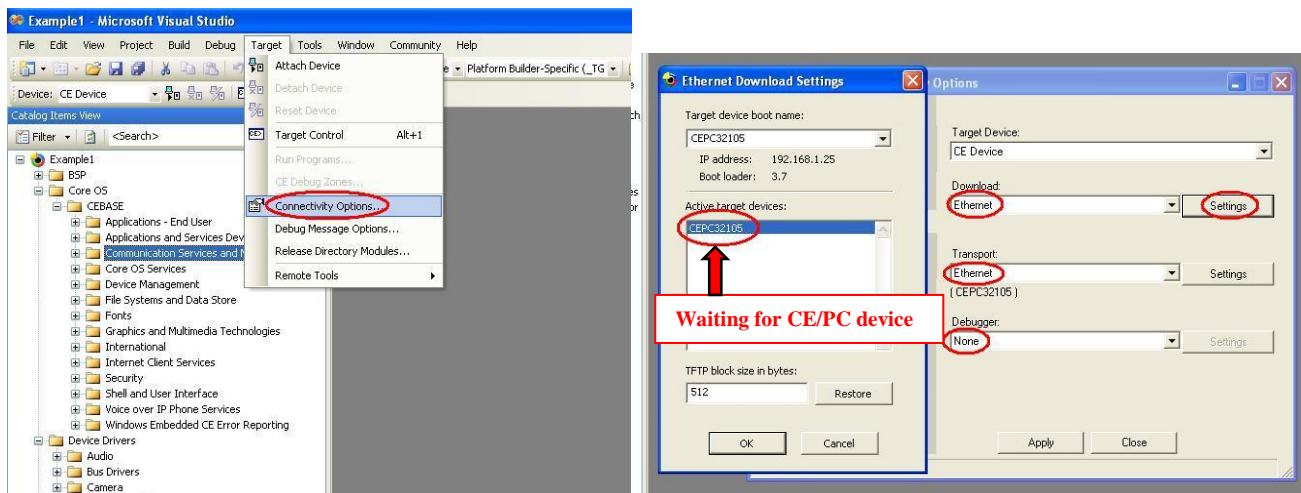 Example1 - Microsoft Visual Studio
File Edit View Project Build Debug Target Tools Window Community Help
Platform Builder-Specific (_TG
Device: CE Device
Catalog Items View
Filter <Search>
Example1
BSP
Core OS
CEBASE
Applications - End User
Applications and Services Dev
Communication Services and N
Core OS Services
Device Management
File Systems and Data Store
Fonts
Graphics and Multimedia Technologies
International
Internet Client Services
Security
Shell and User Interface
Voice over IP Phone Services
Windows Embedded CE Error Reporting
Device Drivers
Audio
Bus Drivers
Camera
Attach Device
Detach Device
Reset Device
Target Control Alt+1
Run Programs...
CE Debug Zones...
Connectivity Options...
Debug Message Options...
Release Directory Modules...
Remote Tools
Ethernet Download Settings
Target device boot name:
CEPC32105
IP address: 192.168.1.25
Boot loader: 3.7
Active target devices:
CEPC32105
Waiting for CE/PC device
TFTP block size in bytes:
512
Restore
OK Cancel
Options
Target Device:
CE Device
Download:
Ethernet Settings
Transport:
Ethernet Settings
( CEPC32105 )
Debugger:
None Settings
Apply Close